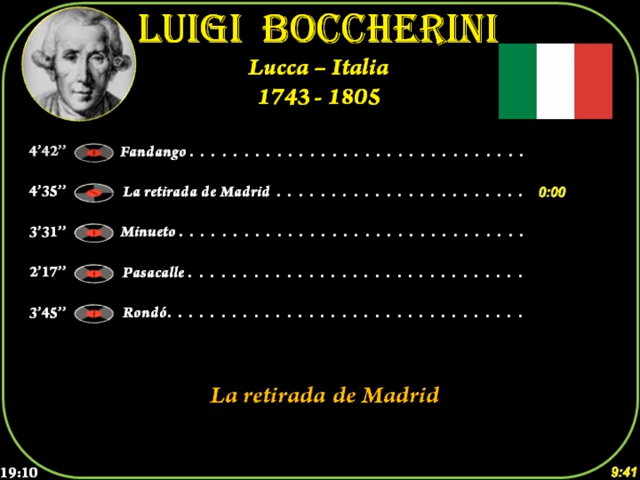 LUIGI BOCCHERINI
Lucca – Italia
1743 - 1805
4’42’’ Fandango . . . . . . . . . . . . . . . . . . . . . . . . . . . . . . .
4’35’’ La retirada de Madrid . . . . . . . . . . . . . . . . . . . . . . . 0:00
3’31’’ Minueto . . . . . . . . . . . . . . . . . . . . . . . . . . . . . . . .
2’17’’ Pasacalle . . . . . . . . . . . . . . . . . . . . . . . . . . . . . . .
3’45’’ Rondó. . . . . . . . . . . . . . . . . . . . . . . . . . . . . . . . .
La retirada de Madrid
19:10 9:41